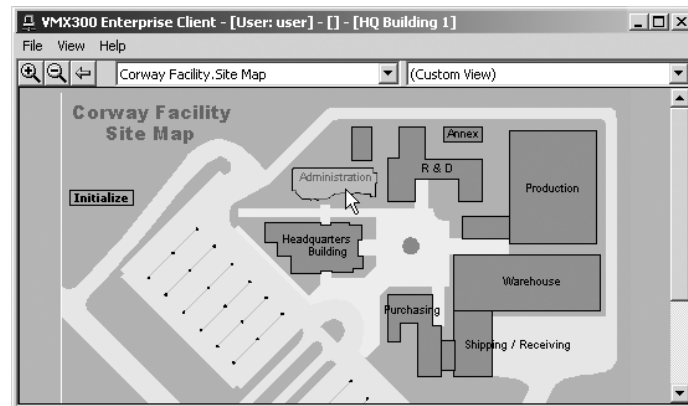 VMX300 Enterprise Client - [User: user] - [] - [HQ Building 1]
File View Help
Corway Facility.Site Map
(Custom View)
Corway Facility
Site Map
Annex
Administration
R & D
Production
Initialize
Headquarters
Building
Warehouse
Purchasing
Shipping / Receiving